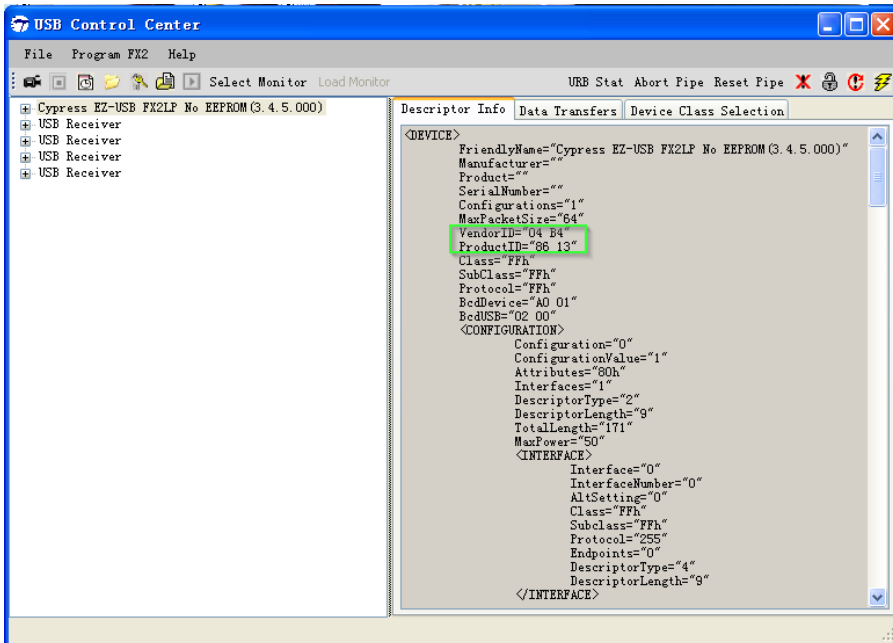 USB Control Center
File Program FX2 Help
Select Monitor Load Monitor URB Stat Abort Pipe Reset Pipe
Cypress EZ-USB FX2LP No EEPROM(3.4.5.000)
USB Receiver
USB Receiver
USB Receiver
USB Receiver
Descriptor Info Data Transfers Device Class Selection
<DEVICE>
FriendlyName="Cypress EZ-USB FX2LP No EEPROM(3.4.5.000)"
Manufacturer=""
Product=""
SerialNumber=""
Configurations="1"
MaxPacketSize="64"
VendorID="04 B4"
ProductID="86 13"
Class="FFh"
SubClass="FFh"
Protocol="FFh"
BcdDevice="A0 01"
BcdUSB="02 00"
<CONFIGURATION>
Configuration="0"
ConfigurationValue="1"
Attributes="80h"
Interfaces="1"
DescriptorType="2"
DescriptorLength="9"
TotalLength="171"
MaxPower="50"
<INTERFACE>
Interface="0"
InterfaceNumber="0"
AltSetting="0"
Class="FFh"
Subclass="FFh"
Protocol="255"
Endpoints="0"
DescriptorType="4"
DescriptorLength="9"
</INTERFACE>